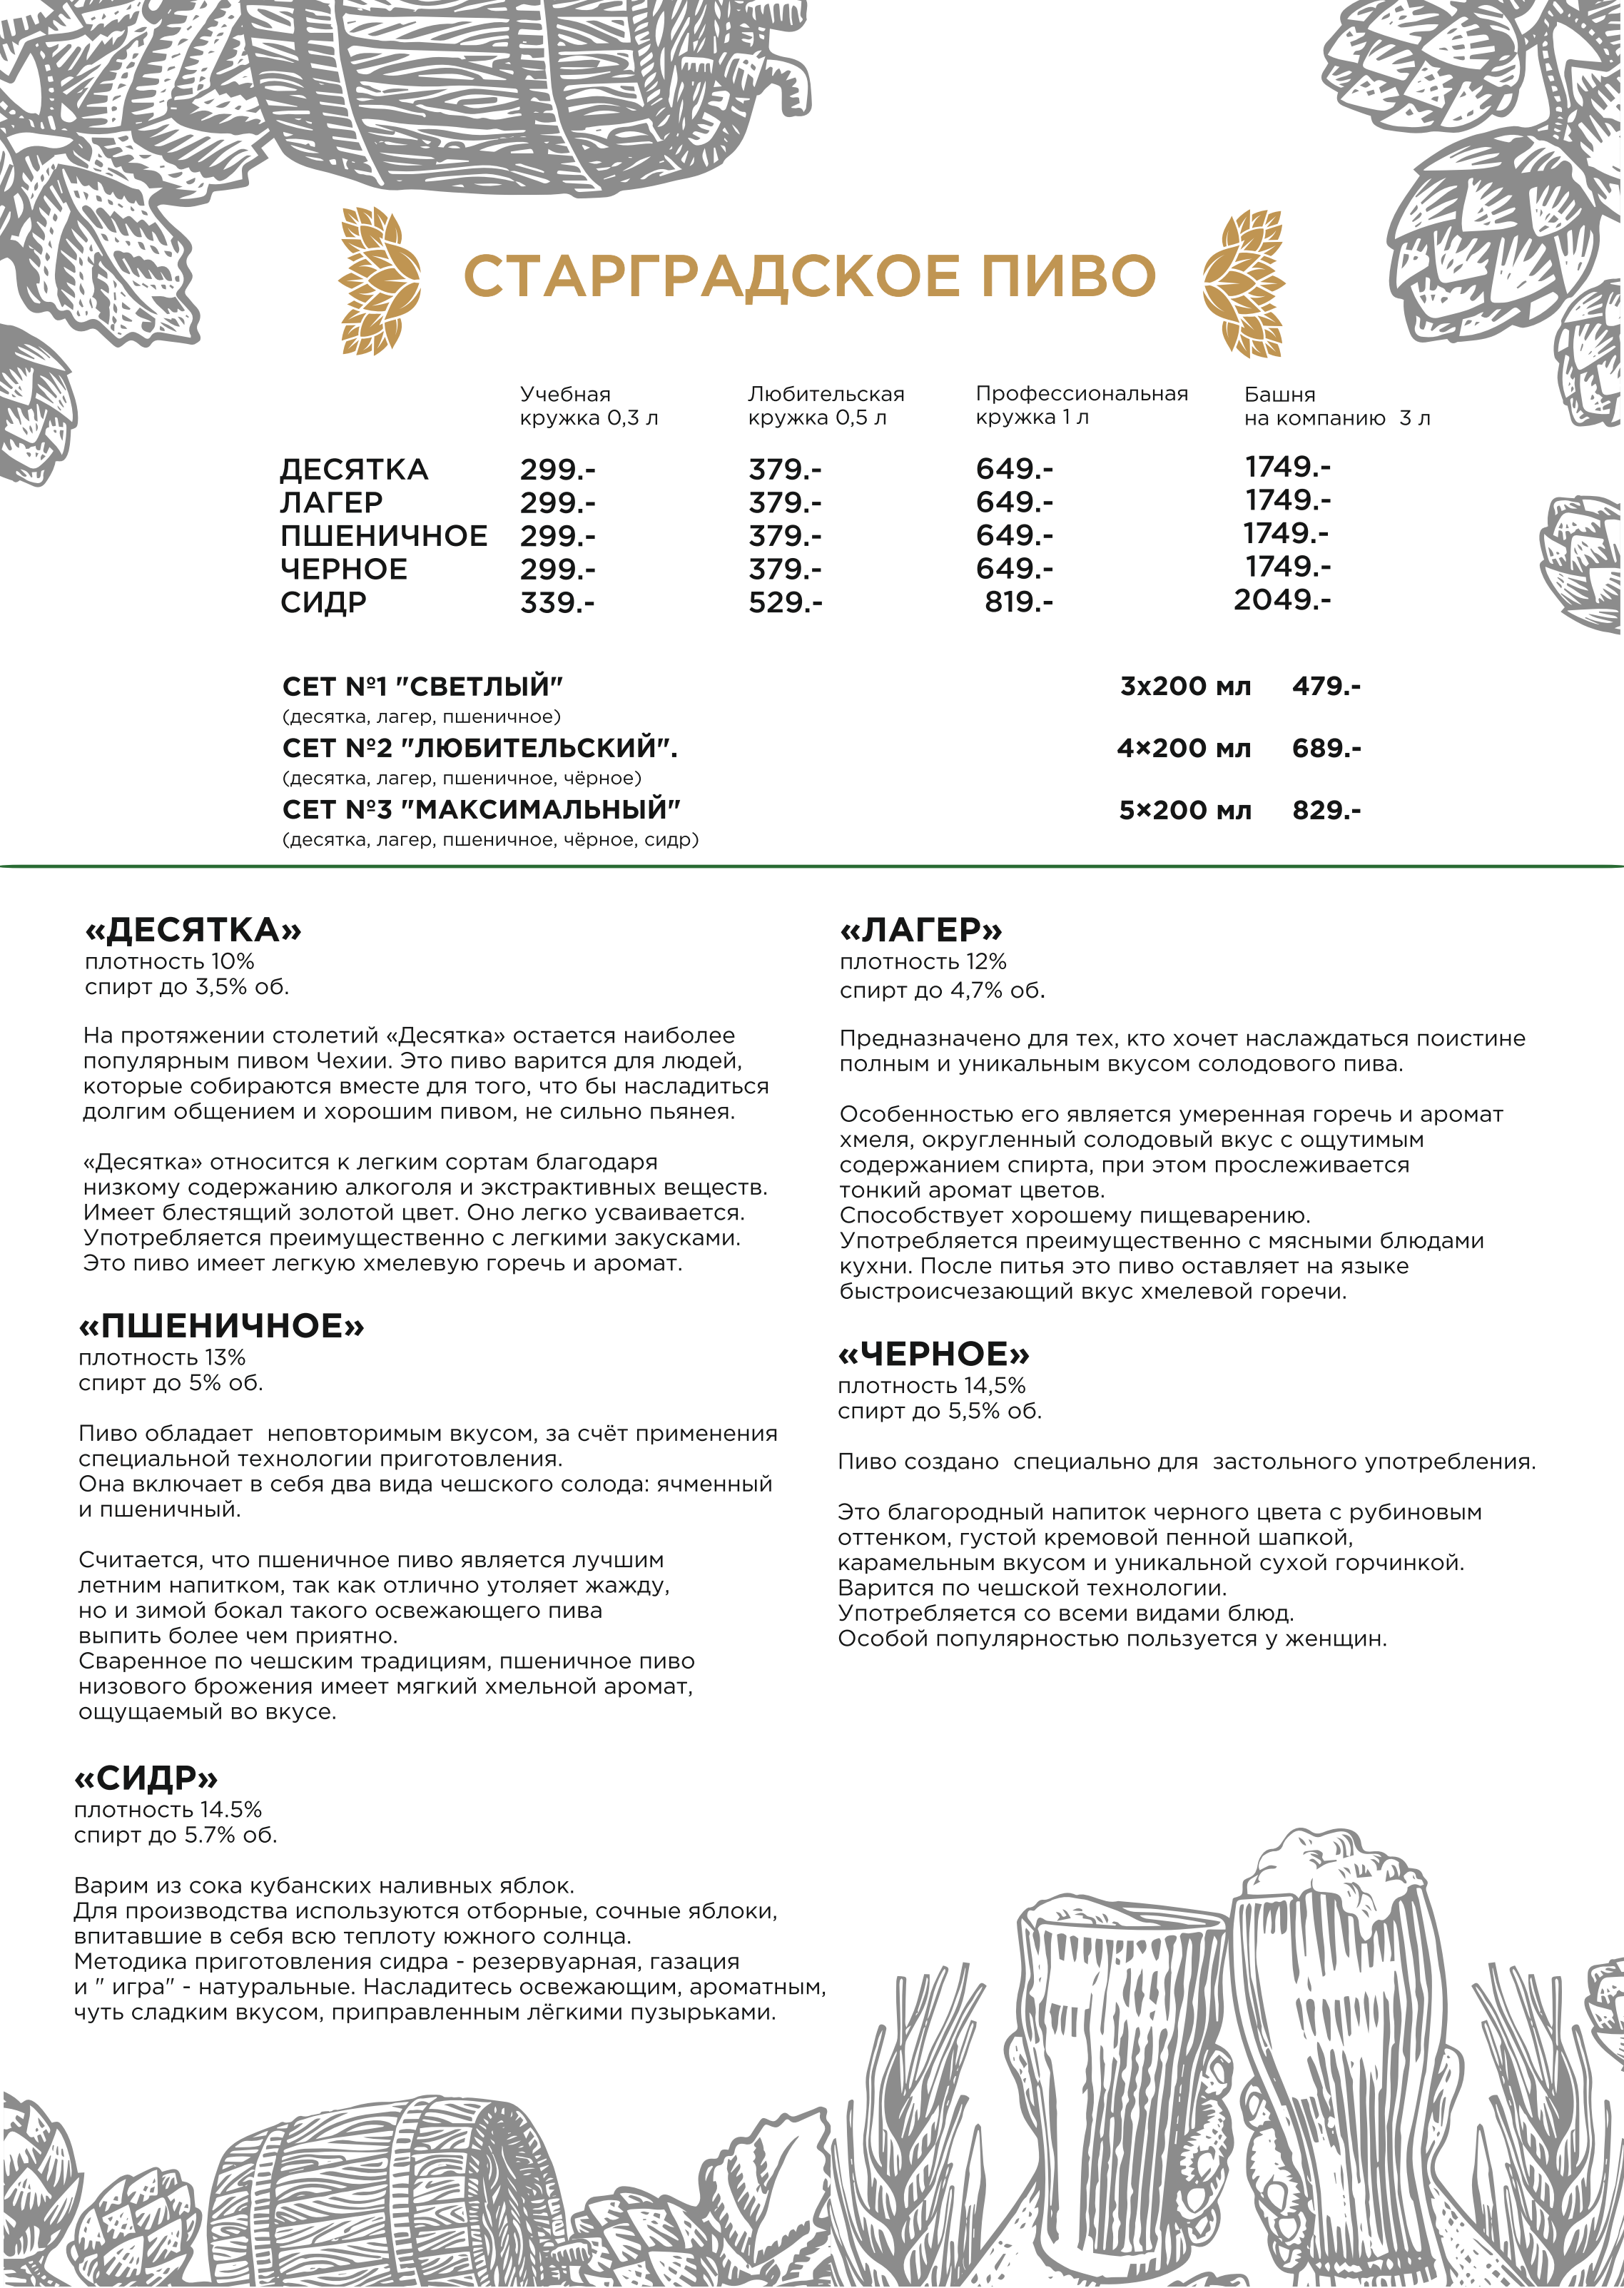 СТАРГРАДСКОЕ ПИВО
Учебная кружка 0,3 л
Любительская кружка 0,5 л
Профессиональная кружка 1 л
Башня на компанию 3 л
ДЕСЯТКА 299.- 379.- 649.- 1749.-
ЛАГЕР 299.- 379.- 649.- 1749.-
ПШЕНИЧНОЕ 299.- 379.- 649.- 1749.-
ЧЕРНОЕ 299.- 379.- 649.- 1749.-
СИДР 339.- 529.- 819.- 2049.-
СЕТ №1 "СВЕТЛЫЙ" 3x200 мл 479.-
(десятка, лагер, пшеничное)
СЕТ №2 "ЛЮБИТЕЛЬСКИЙ". 4×200 мл 689.-
(десятка, лагер, пшеничное, чёрное)
СЕТ №3 "МАКСИМАЛЬНЫЙ" 5×200 мл 829.-
(десятка, лагер, пшеничное, чёрное, сидр)
«ДЕСЯТКА»
плотность 10%
спирт до 3,5% об.
На протяжении столетий «Десятка» остается наиболее
популярным пивом Чехии. Это пиво варится для людей,
которые собираются вместе для того, что бы насладиться
долгим общением и хорошим пивом, не сильно пьянея.
«Десятка» относится к легким сортам благодаря
низкому содержанию алкоголя и экстрактивных веществ.
Имеет блестящий золотой цвет. Оно легко усваивается.
Употребляется преимущественно с легкими закусками.
Это пиво имеет легкую хмелевую горечь и аромат.
«ПШЕНИЧНОЕ»
плотность 13%
спирт до 5% об.
Пиво обладает неповторимым вкусом, за счёт применения
специальной технологии приготовления.
Она включает в себя два вида чешского солода: ячменный
и пшеничный.
Считается, что пшеничное пиво является лучшим
летним напитком, так как отлично утоляет жажду,
но и зимой бокал такого освежающего пива
выпить более чем приятно.
Сваренное по чешским традициям, пшеничное пиво
низового брожения имеет мягкий хмельной аромат,
ощущаемый во вкусе.
«СИДР»
плотность 14.5%
спирт до 5.7% об.
Варим из сока кубанских наливных яблок.
Для производства используются отборные, сочные яблоки,
впитавшие в себя всю теплоту южного солнца.
Методика приготовления сидра - резервуарная, газация
и " игра" - натуральные. Насладитесь освежающим, ароматным,
чуть сладким вкусом, приправленным лёгкими пузырьками.
«ЛАГЕР»
плотность 12%
спирт до 4,7% об.
Предназначено для тех, кто хочет наслаждаться поистине
полным и уникальным вкусом солодового пива.
Особенностью его является умеренная горечь и аромат
хмеля, округленный солодовый вкус с ощутимым
содержанием спирта, при этом прослеживается
тонкий аромат цветов.
Способствует хорошему пищеварению.
Употребляется преимущественно с мясными блюдами
кухни. После питья это пиво оставляет на языке
быстроисчезающий вкус хмелевой горечи.
«ЧЕРНОЕ»
плотность 14,5%
спирт до 5,5% об.
Пиво создано специально для застольного употребления.
Это благородный напиток черного цвета с рубиновым
оттенком, густой кремовой пенной шапкой,
карамельным вкусом и уникальной сухой горчинкой.
Варится по чешской технологии.
Употребляется со всеми видами блюд.
Особой популярностью пользуется у женщин.